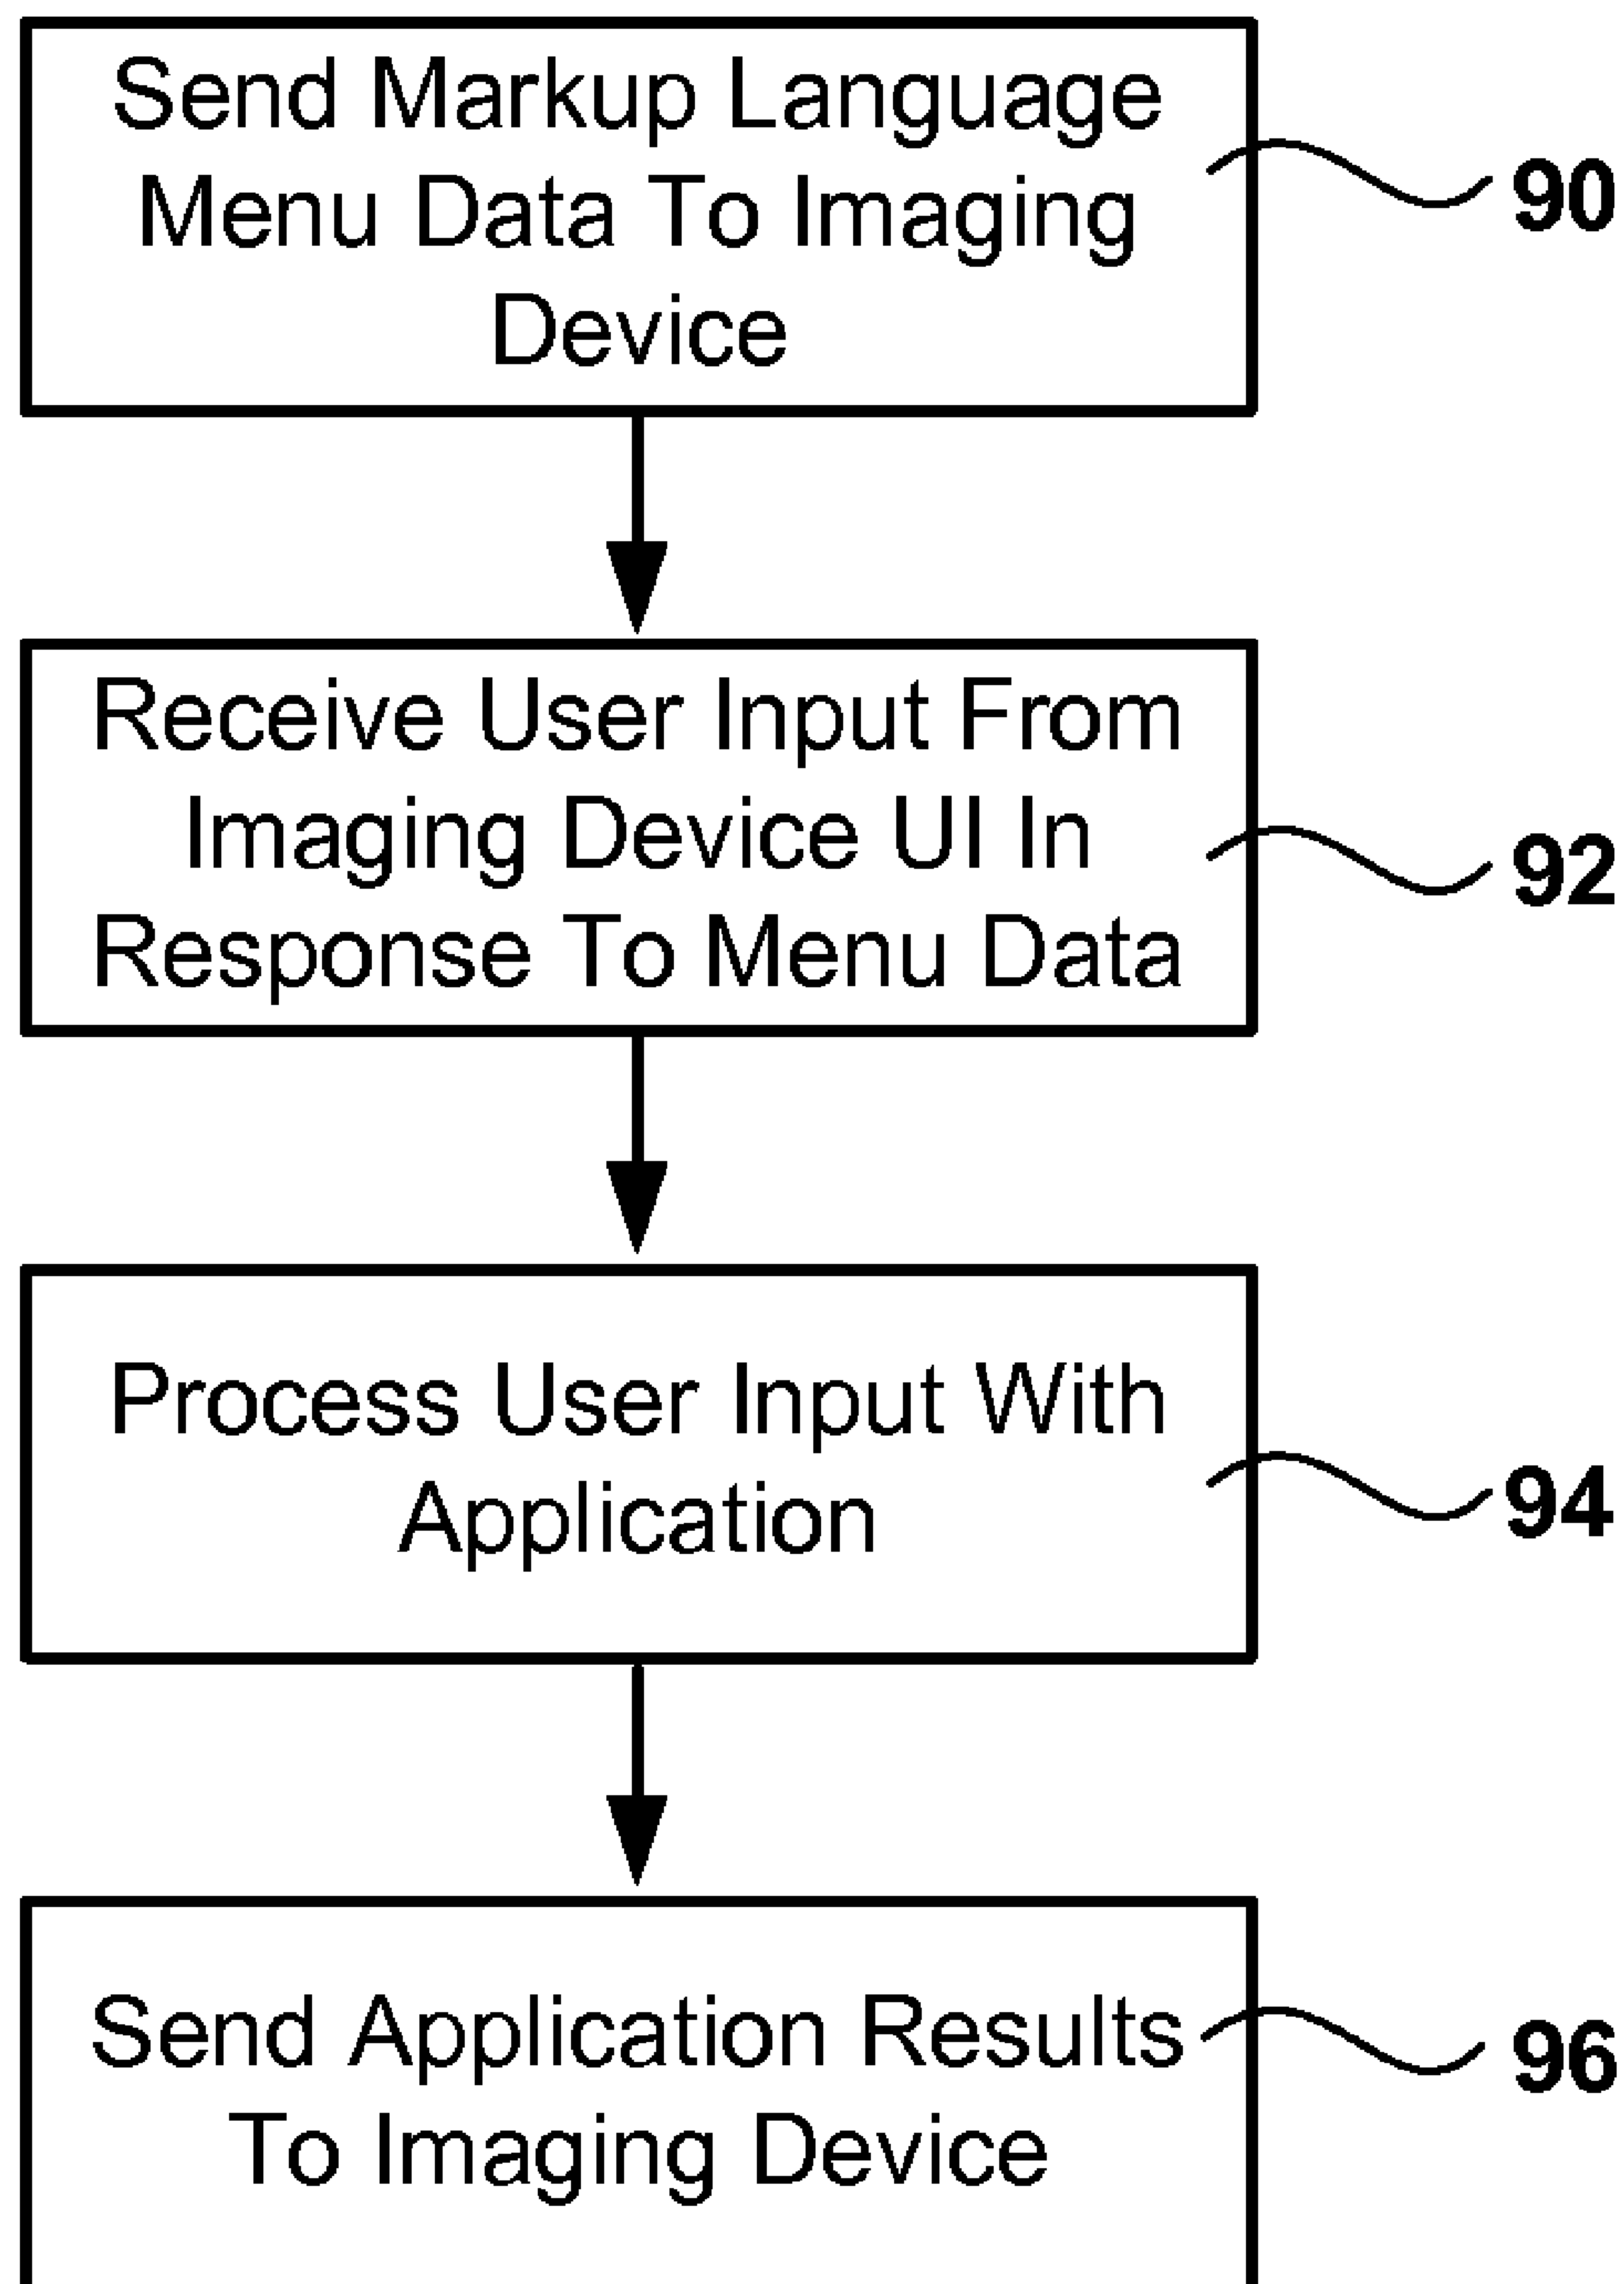 Send Markup Language
Menu Data To Imaging
Device
90
Receive User Input From
Imaging Device UI In
Response To Menu Data
92
Process User Input With
Application
94
Send Application Results
To Imaging Device
96